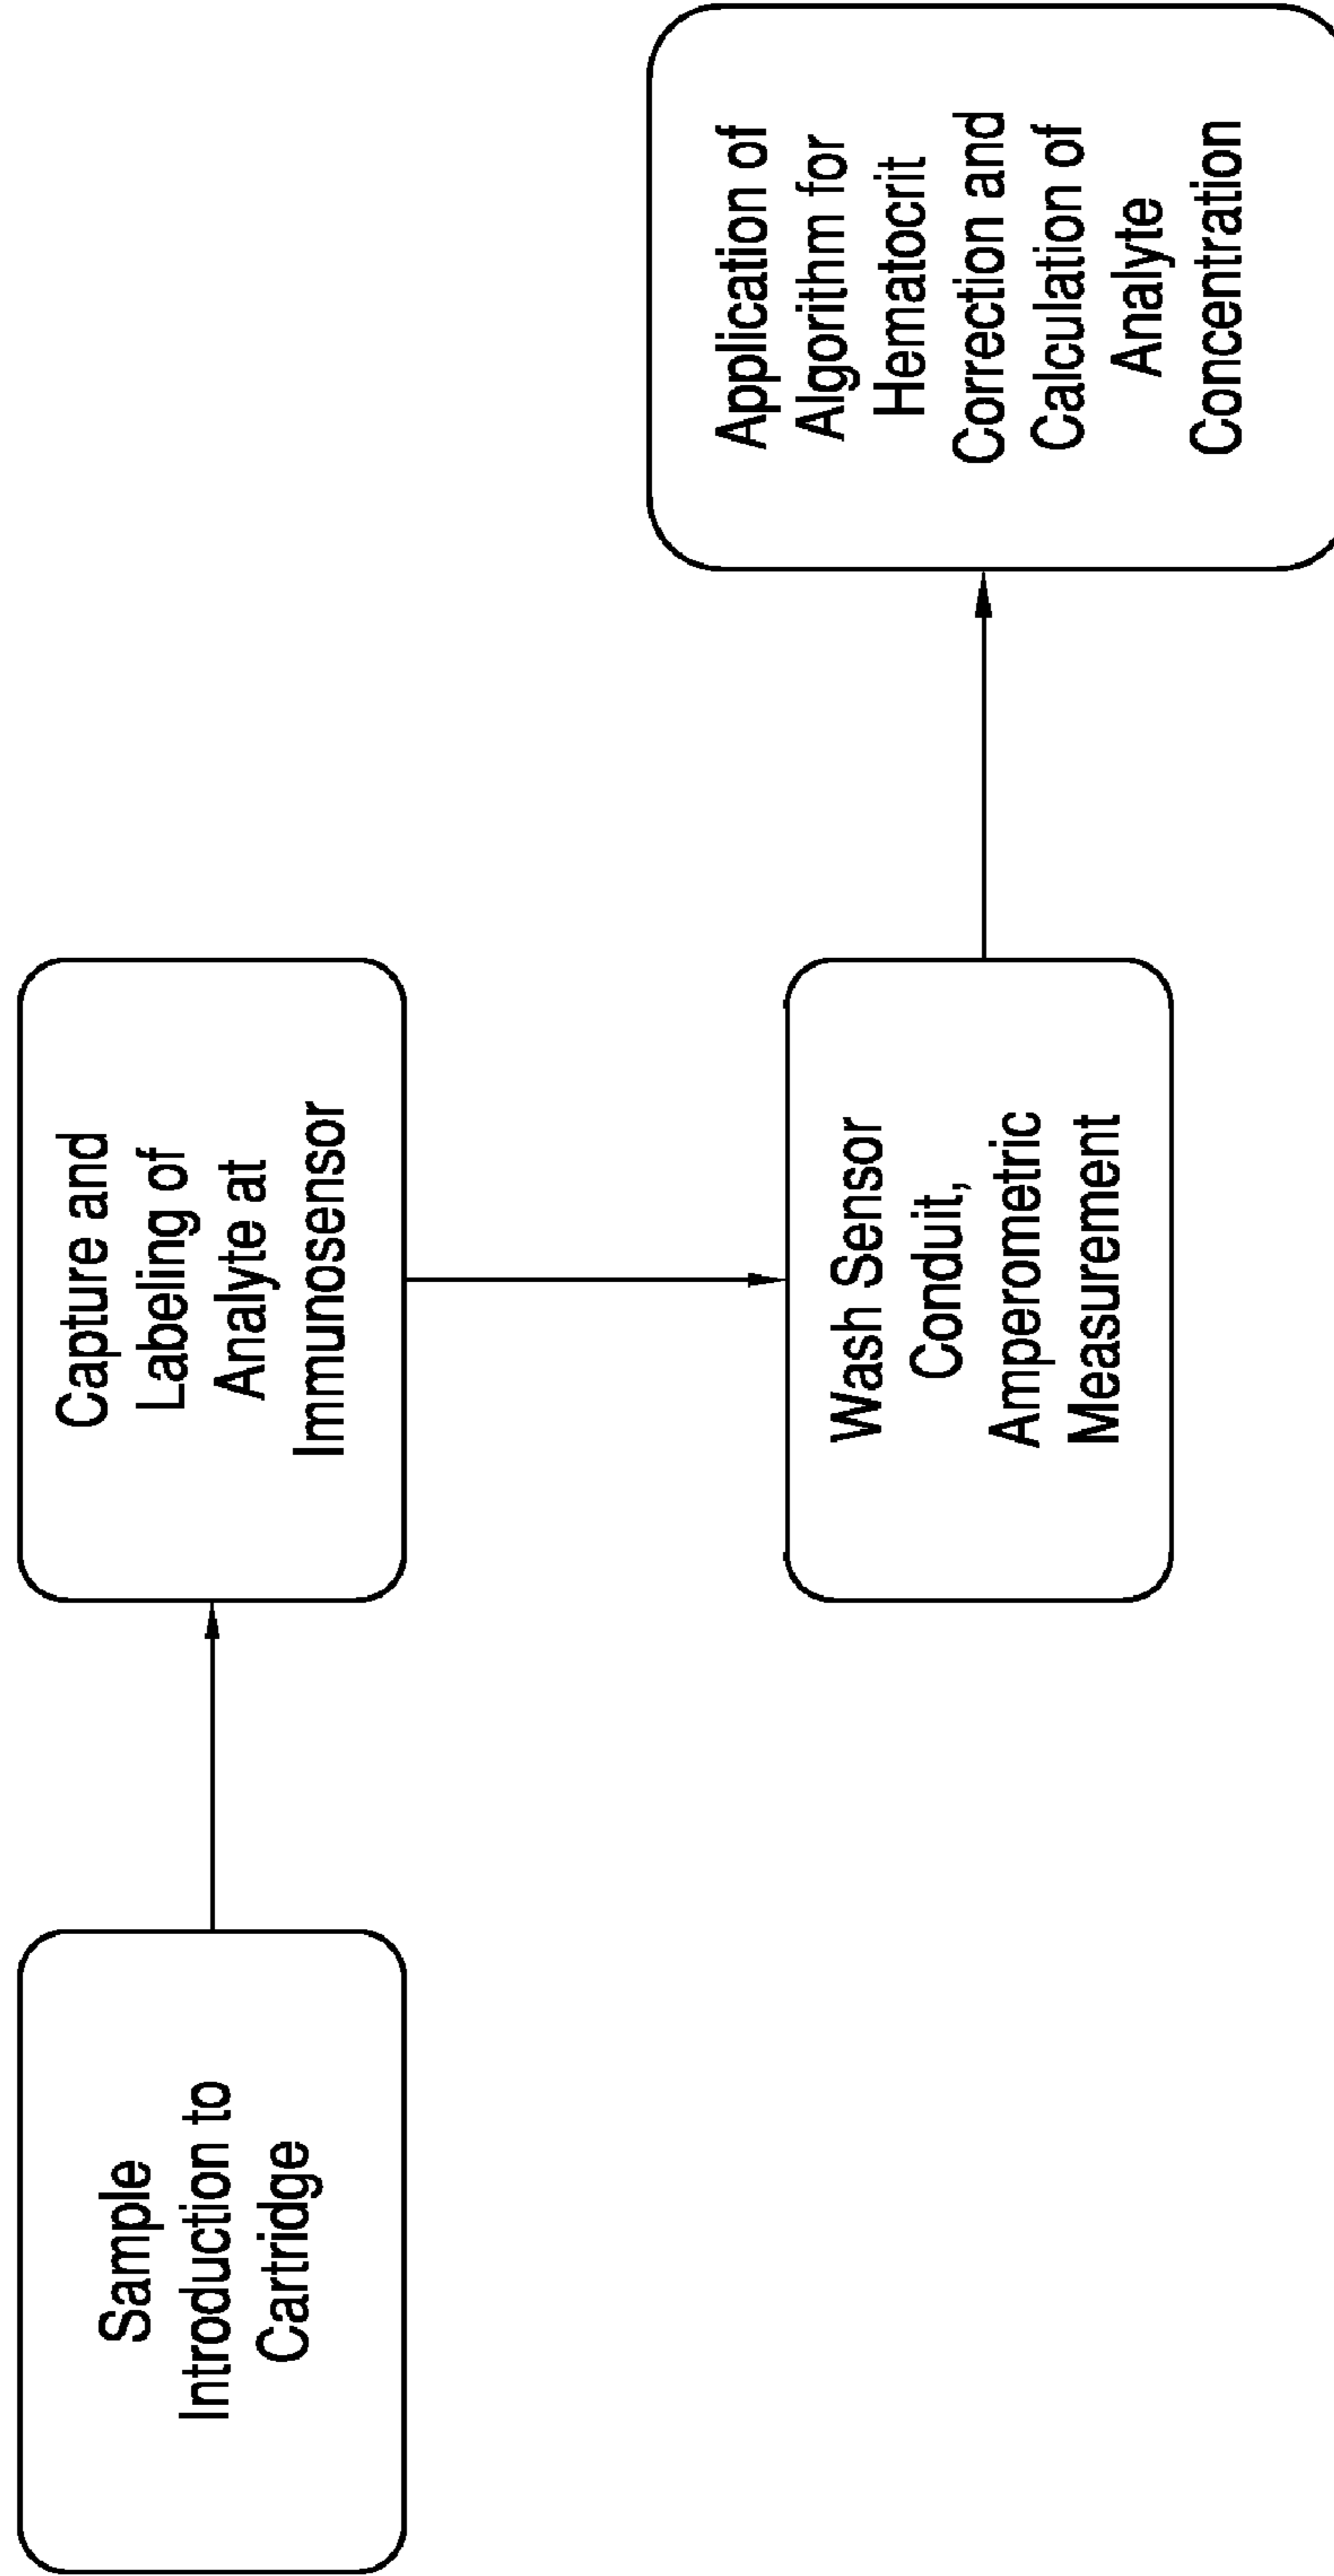 Sample
Introduction to
Cartridge
Capture and
Labeling of
Analyte at
Immunosensor
Wash Sensor
Conduit,
Amperometric
Measurement
Application of
Algorithm for
Hematocrit
Correction and
Calculation of
Analyte
Concentration